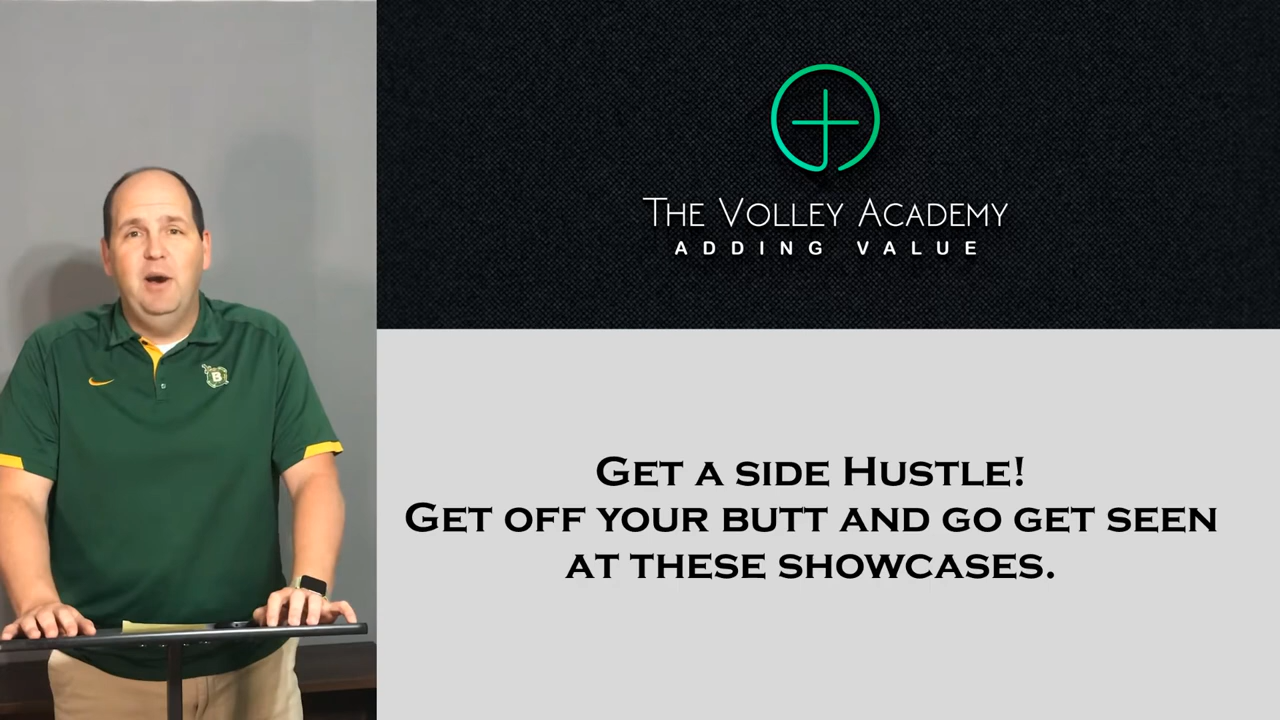 THE VOLLEY ACADEMY
ADDING VALUE
B
GET A SIDE HUSTLE!
GET OFF YOUR BUTT AND GO GET SEEN
AT THESE SHOWCASES.